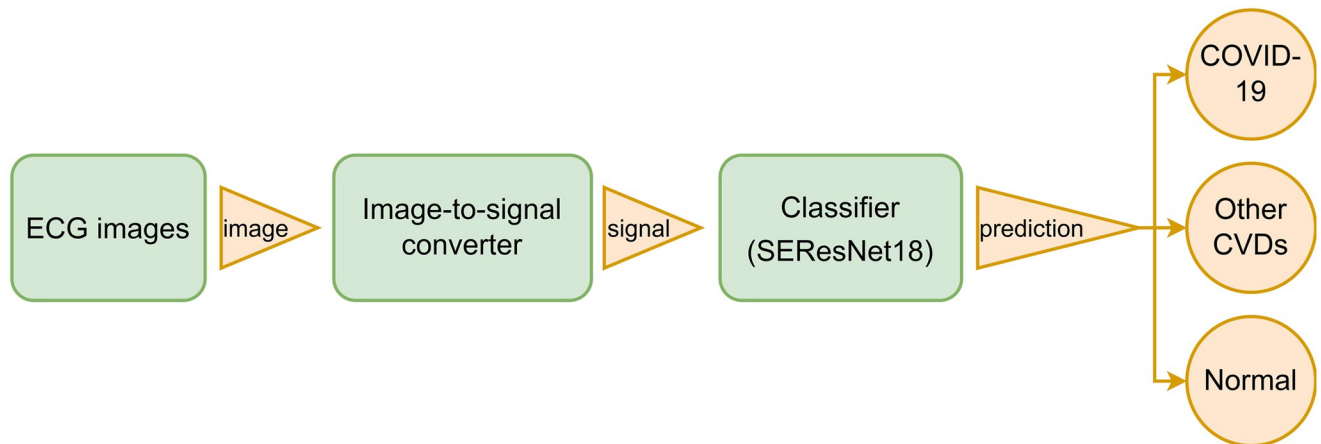 ECG images
image
Image-to-signal
converter
signal
Classifier
(SEResNet18)
prediction
COVID-
19
Other
CVDs
Normal